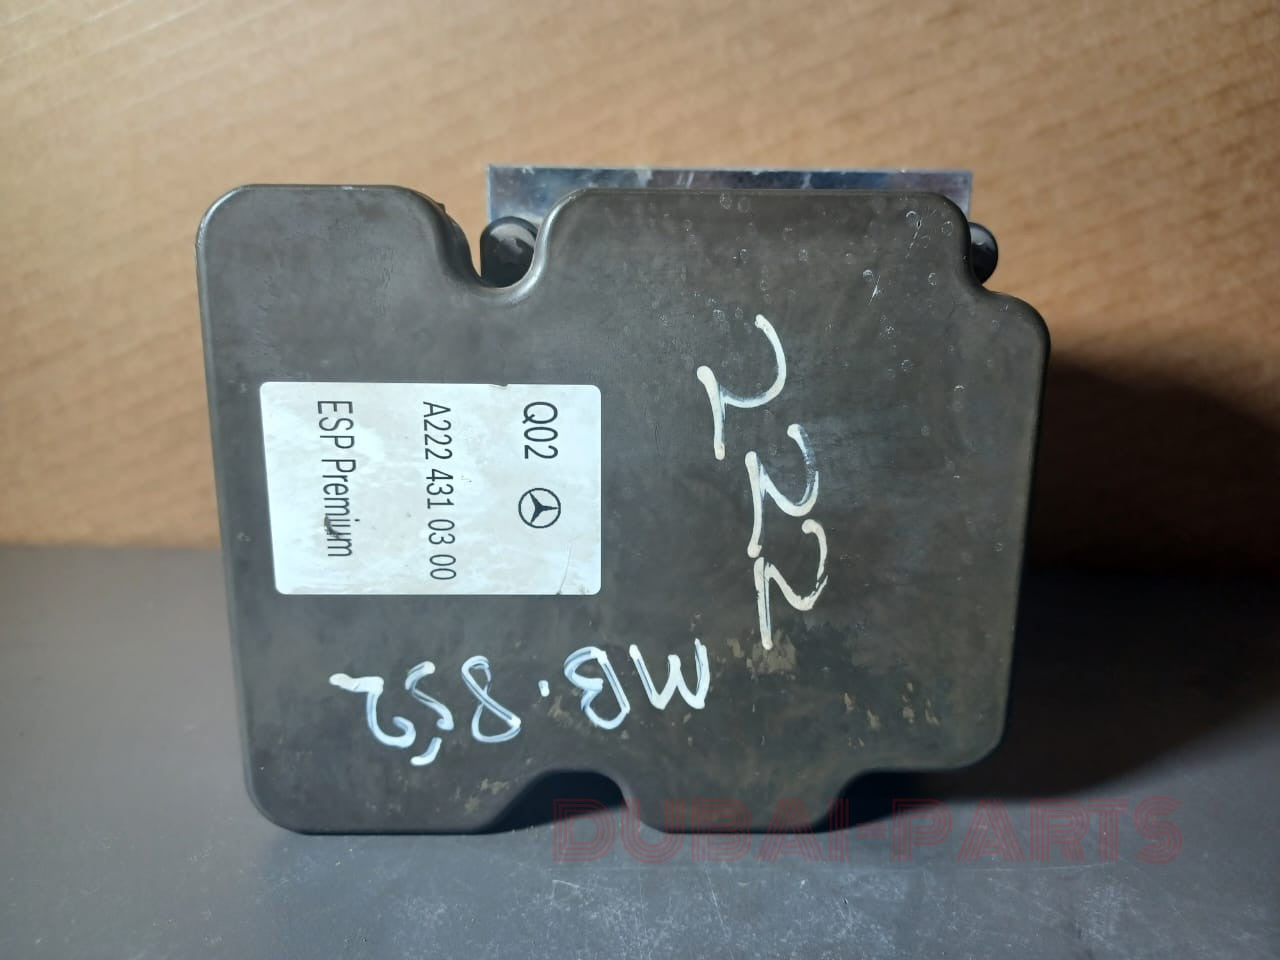 Q02
A222 431 03 00
ESP Premium
222
MB.852
DUBAI-PARTS